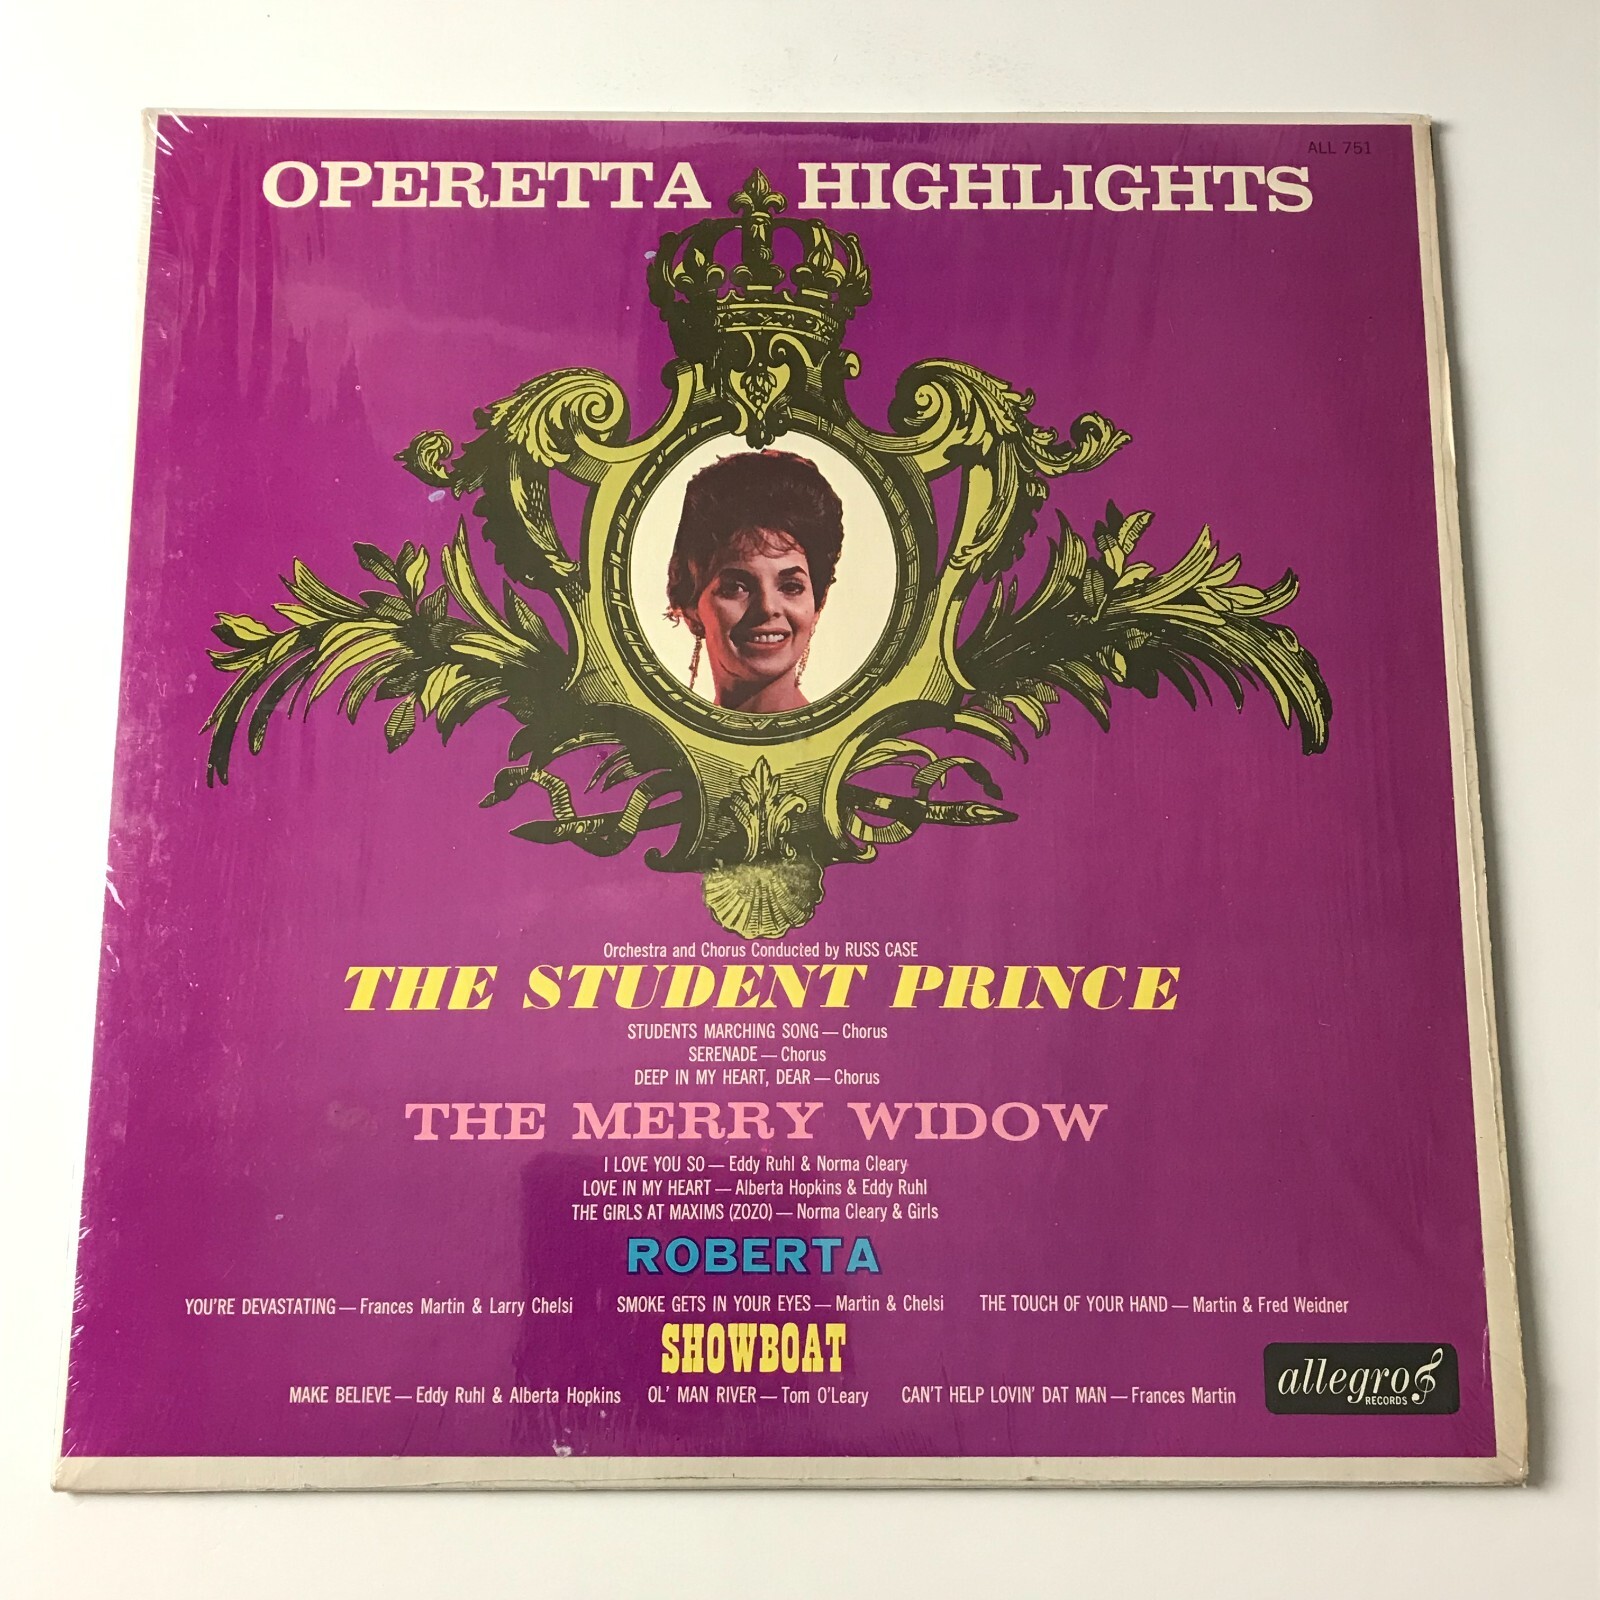 ALL 751
OPERETTA HIGHLIGHTS
Orchestra and Chorus Conducted by RUSS CASE
THE STUDENT PRINCE
STUDENTS MARCHING SONG — Chorus
SERENADE — Chorus
DEEP IN MY HEART, DEAR — Chorus
THE MERRY WIDOW
I LOVE YOU SO — Eddy Ruhl & Norma Cleary
LOVE IN MY HEART — Alberta Hopkins & Eddy Ruhl
THE GIRLS AT MAXIMS (ZOZO) — Norma Cleary & Girls
ROBERTA
YOU'RE DEVASTATING — Frances Martin & Larry Chelsi SMOKE GETS IN YOUR EYES — Martin & Chelsi THE TOUCH OF YOUR HAND — Martin & Fred Weidner
SHOWBOAT
MAKE BELIEVE — Eddy Ruhl & Alberta Hopkins OL' MAN RIVER — Tom O'Leary CAN'T HELP LOVIN' DAT MAN — Frances Martin
allegro
RECORDS